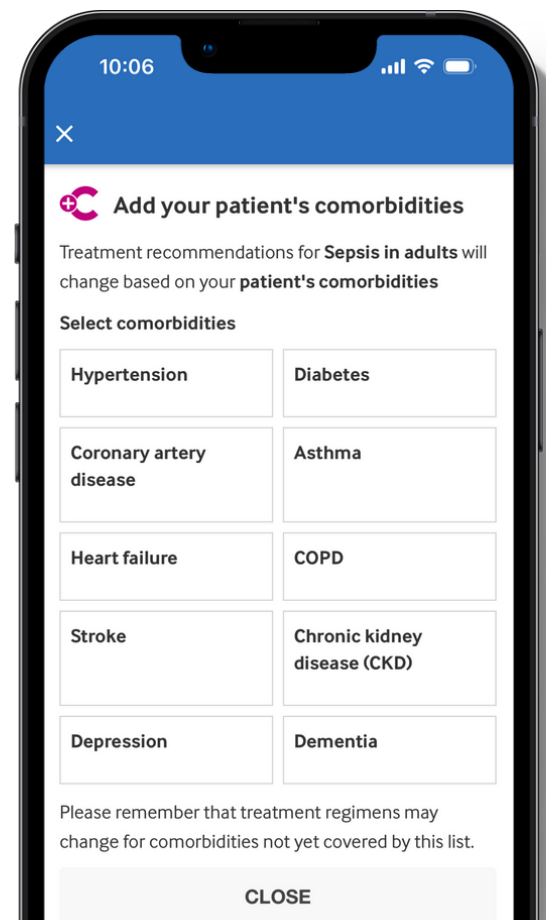 10:06
Add your patient's comorbidities
Treatment recommendations for Sepsis in adults will
change based on your patient's comorbidities
Select comorbidities
Hypertension
Diabetes
Coronary artery
disease
Asthma
Heart failure
COPD
Stroke
Chronic kidney
disease (CKD)
Depression
Dementia
Please remember that treatment regimens may
change for comorbidities not yet covered by this list.
CLOSE